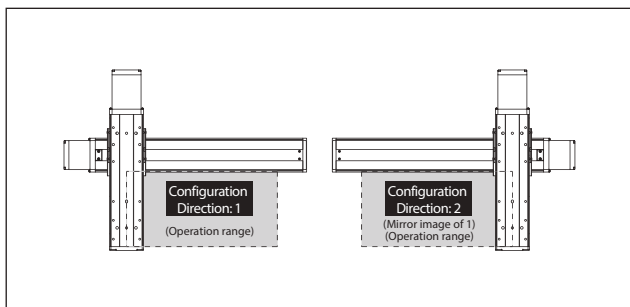 Configuration
Direction: 1
(Operation range)
Configuration
Direction: 2
(Mirror image of 1)
(Operation range)